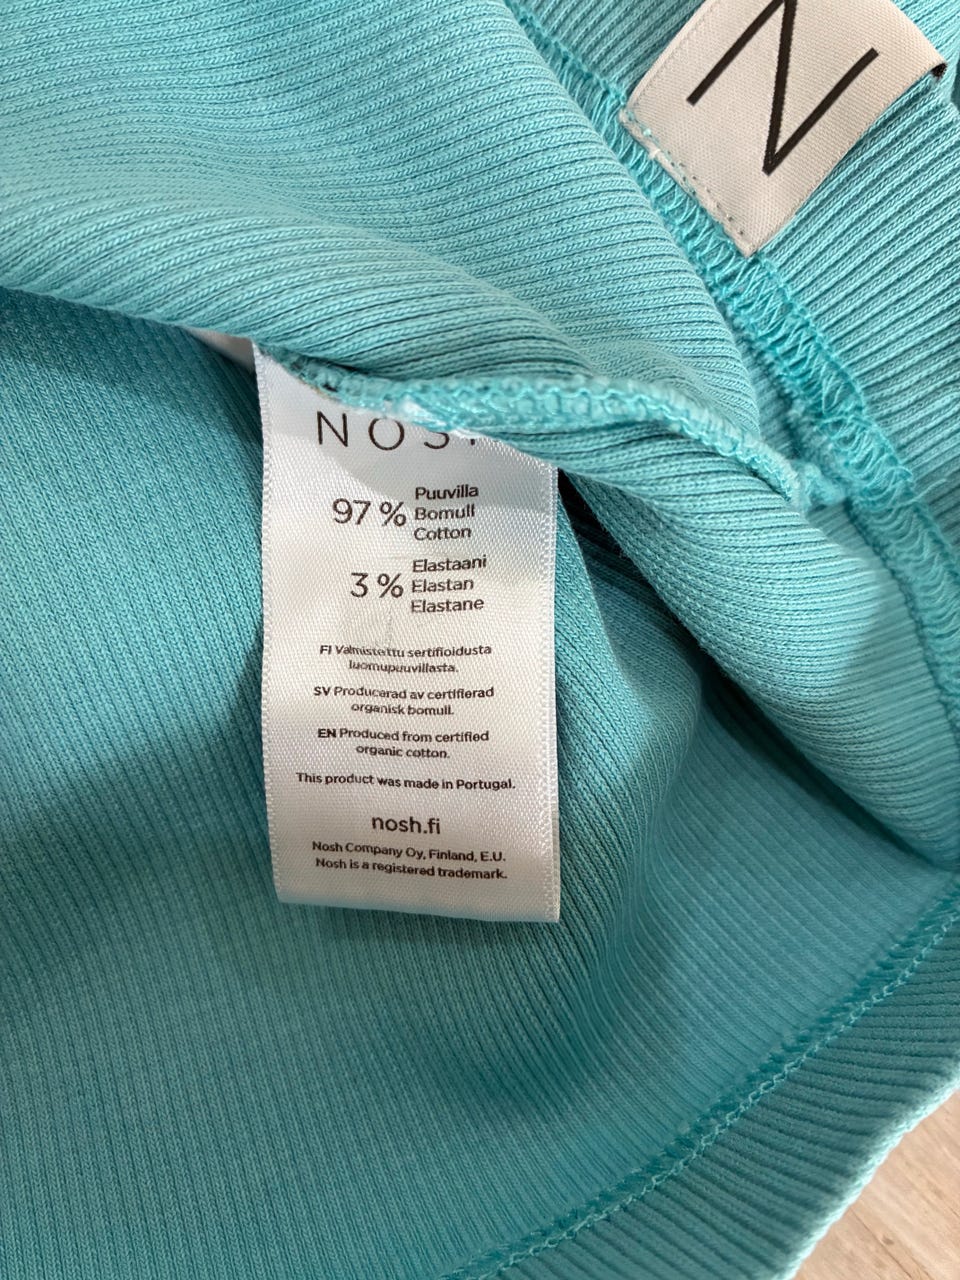 N
NOSH
97 % Puuvilla
Bomull
Cotton
3 % Elastaani
Elastan
Elastane
FI Valmistettu sertifioidusta
luomupuuvillasta.
SV Producerad av certifierad
organisk bomull.
EN Produced from certified
organic cotton.
This product was made in Portugal.
nosh.fi
Nosh Company Oy, Finland, E.U.
Nosh is a registered trademark.